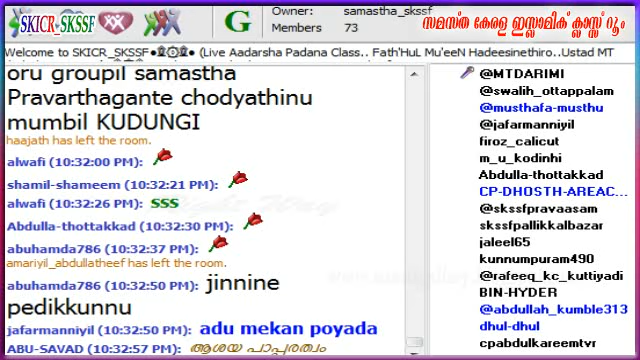 SKICR_SKSSF
G
Owner: samastha_skssf
Members 73
സമസ്ത കേരള ഇസ്ലാമിക് ക്ലാസ്സ് റൂം
Welcome to SKICR_SKSSF (Live Aadarsha Padana Class.. Fath'HuL Mu'eeN Hadeesinethiro..Ustad MT
oru groupil samastha
Pravarthagante chodyathinu
mumbil KUDUNGI
haajath has left the room.
alwafi (10:32:00 PM):
shamil-shameem (10:32:21 PM):
alwafi (10:32:26 PM): SSS
Abdulla-thottakkad (10:32:30 PM):
abuhamda786 (10:32:37 PM):
amariyil_abdullatheef has left the room.
abuhamda786 (10:32:50 PM): jinnine
pedikkunnu
jafarmanniyil (10:32:50 PM): adu mekan poyada
ABU-SAVAD (10:32:57 PM): ആശയ പാപ്പരത്വം
@MTDARIMI
@swalih_ottappalam
@musthafa-musthu
@jafarmanniyil
firoz_calicut
m_u_kodinhi
Abdulla-thottakkad
CP-DHOSTH-AREAC...
@skssfpravaasam
skssfpallikkalbazar
jaleel65
kunnumpuram490
@rafeeq_kc_kuttiyadi
BIN-HYDER
@abdullah_kumble313
dhul-dhul
cpabdulkareemtvr